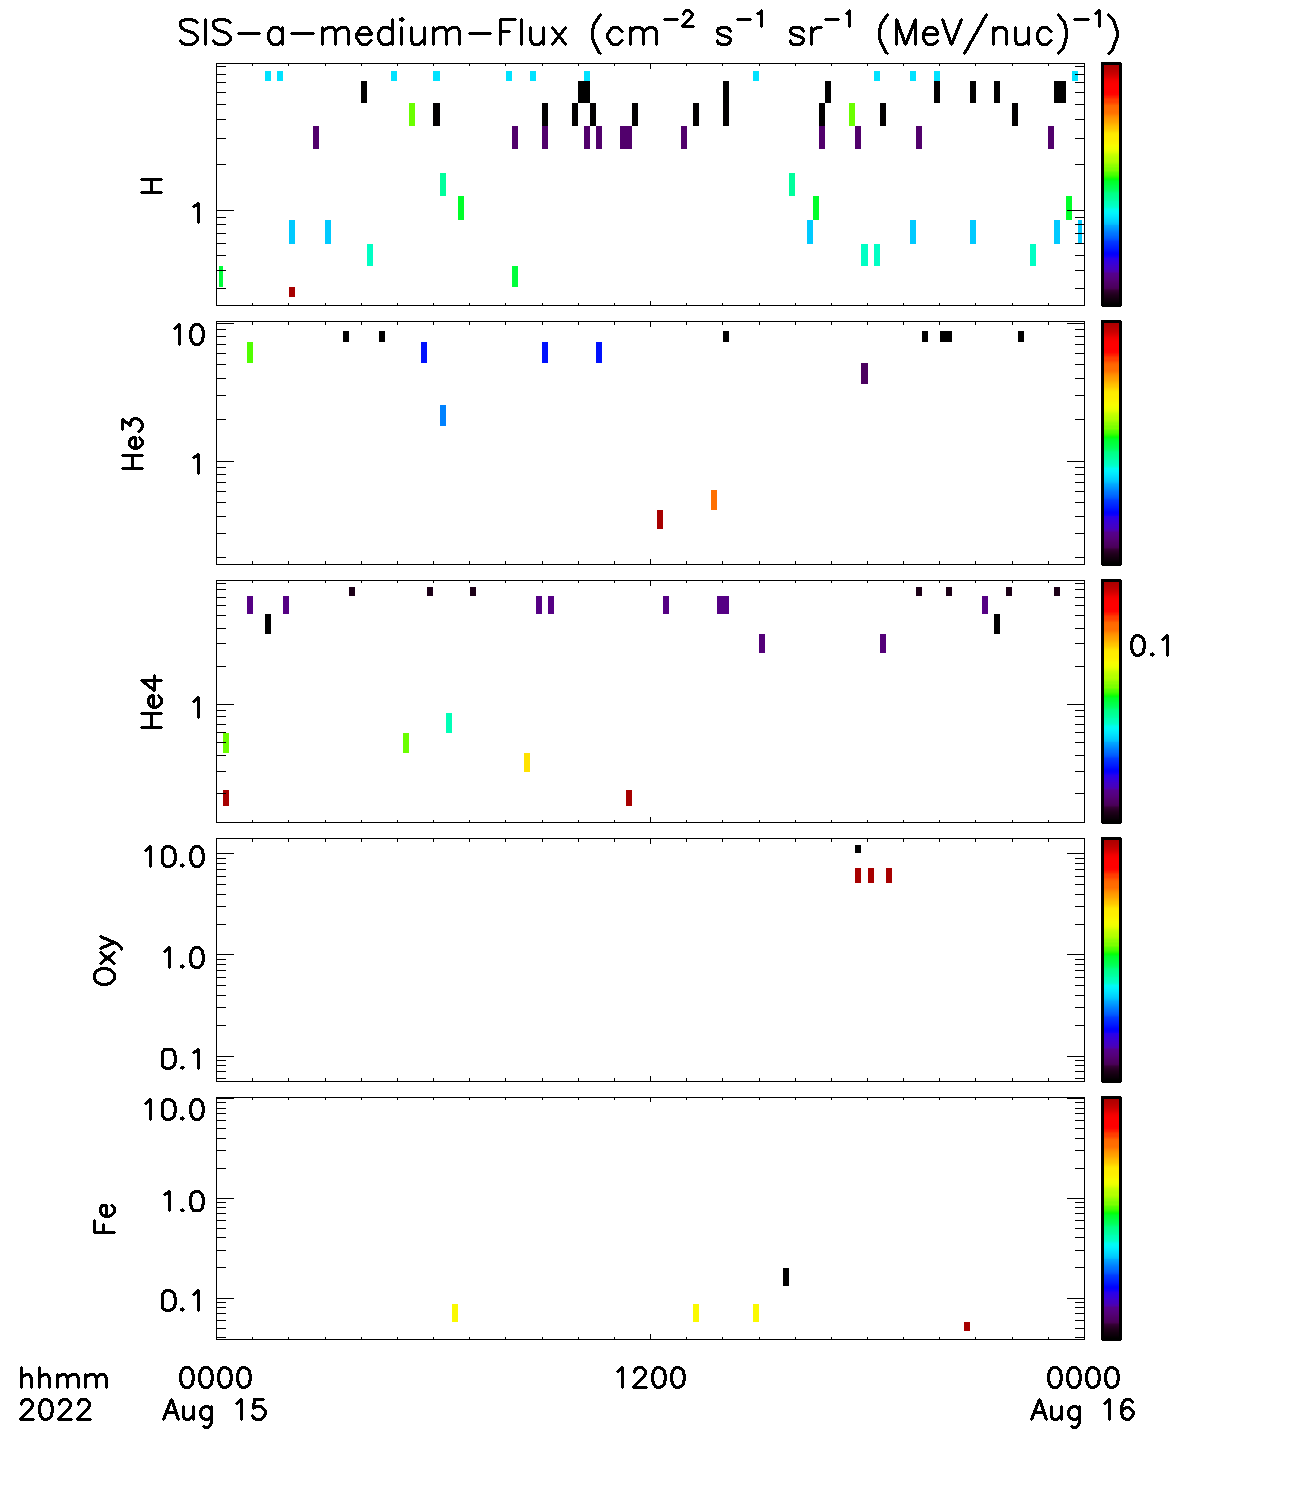 SIS-a-medium-Flux (cm⁻² s⁻¹ sr⁻¹ (MeV/nuc)⁻¹)
H
1
He3
10
1
He4
1
0.1
Oxy
10.0
1.0
0.1
Fe
10.0
1.0
0.1
hhmm 0000 1200 0000
2022 Aug 15 Aug 16